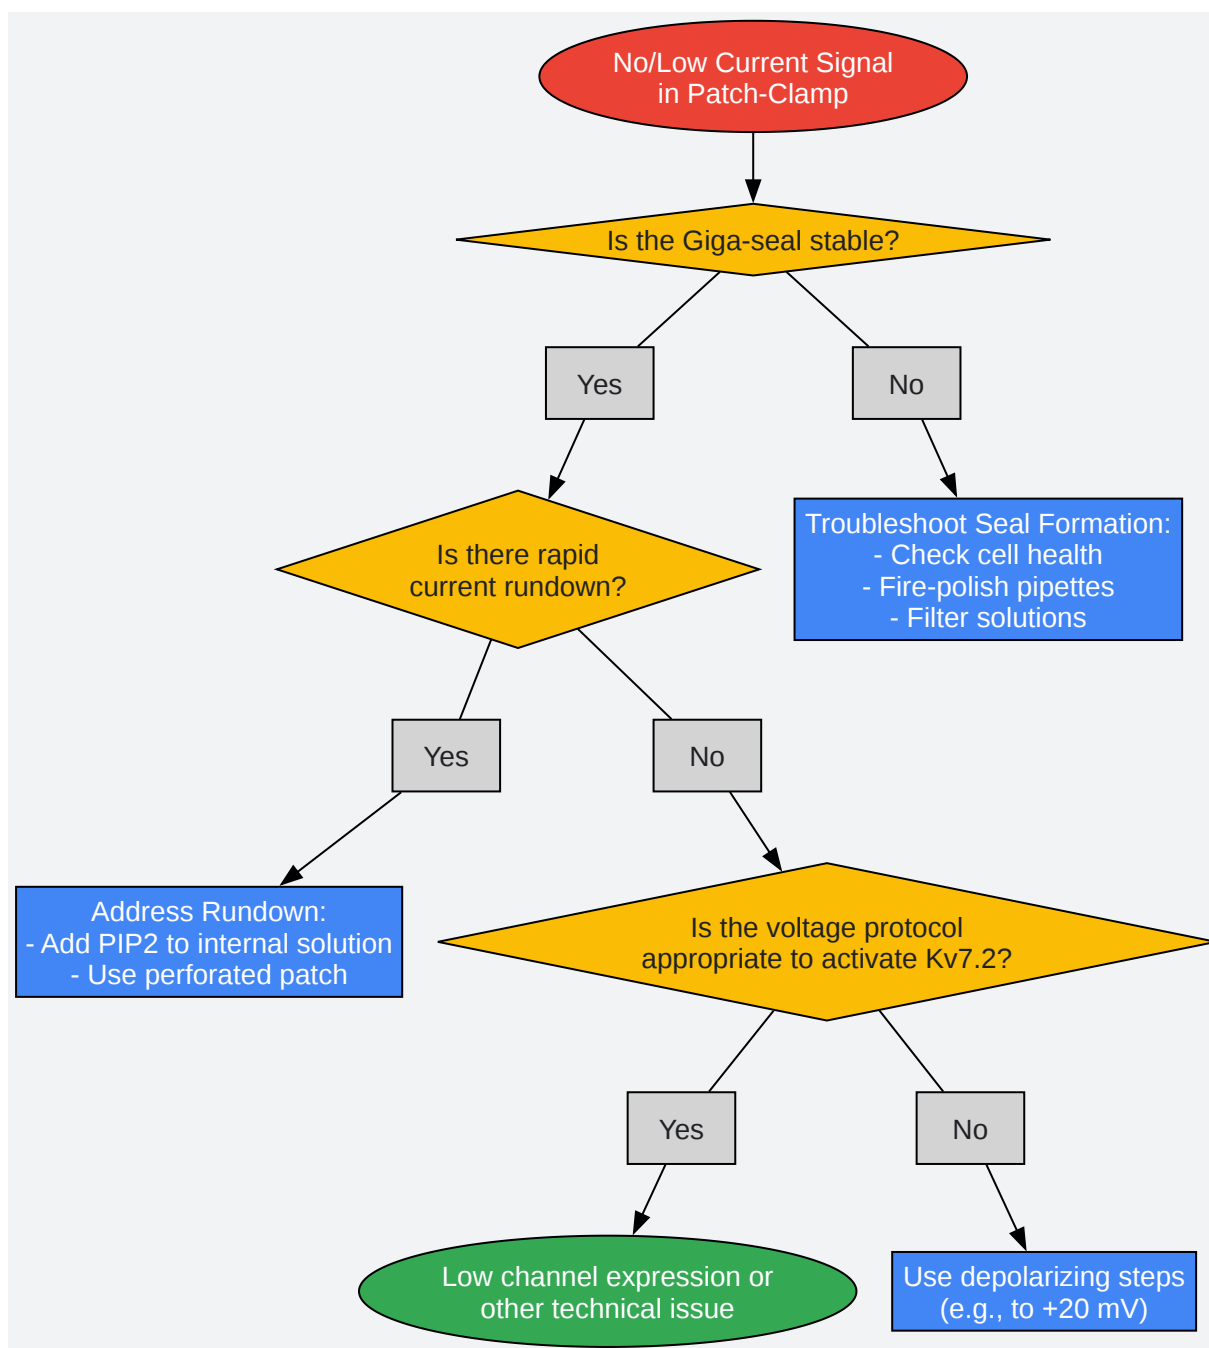 No/Low Current Signal
in Patch-Clamp
Is the Giga-seal stable?
Yes
No
Is there rapid
current rundown?
Troubleshoot Seal Formation:
- Check cell health
- Fire-polish pipettes
- Filter solutions
Yes
No
Address Rundown:
- Add PIP2 to internal solution
- Use perforated patch
Is the voltage protocol
appropriate to activate Kv7.2?
Yes
No
Low channel expression or
other technical issue
Use depolarizing steps
(e.g., to +20 mV)